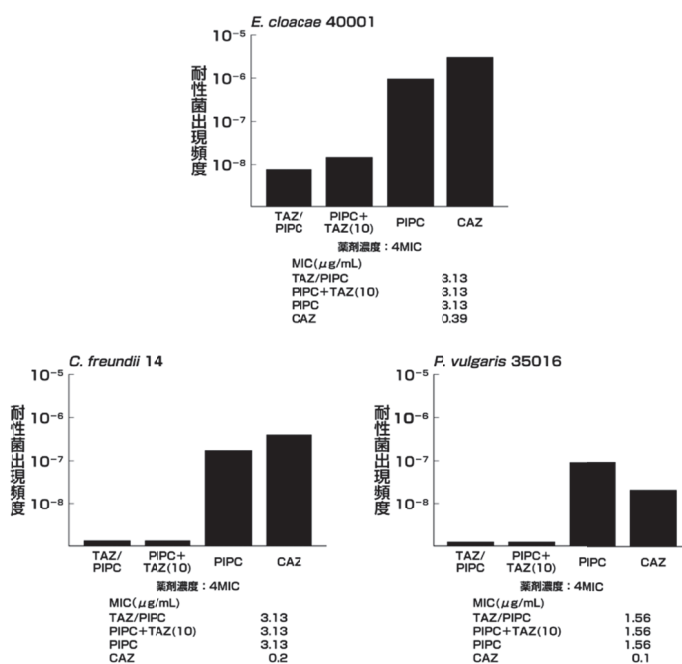 E. cloacae 40001
耐性菌出現頻度
10⁻⁵
10⁻⁶
10⁻⁷
10⁻⁸
TAZ/
PIPC
PIPC+
TAZ(10)
PIPC
CAZ
薬剤濃度：4MIC
MIC(μg/mL)
TAZ/PIPC 3.13
PIPC+TAZ(10) 3.13
PIPC 3.13
CAZ 0.39
C. freundii 14
耐性菌出現頻度
10⁻⁵
10⁻⁶
10⁻⁷
10⁻⁸
TAZ/
PIPC
PIPC+
TAZ(10)
PIPC
CAZ
薬剤濃度：4MIC
MIC(μg/mL)
TAZ/PIPC 3.13
PIPC+TAZ(10) 3.13
PIPC 3.13
CAZ 0.2
P. vulgaris 35016
耐性菌出現頻度
10⁻⁵
10⁻⁶
10⁻⁷
10⁻⁸
TAZ/
PIPC
PIPC+
TAZ(10)
PIPC
CAZ
薬剤濃度：4MIC
MIC(μg/mL)
TAZ/PIPC 1.56
PIPC+TAZ(10) 1.56
PIPC 1.56
CAZ 0.1